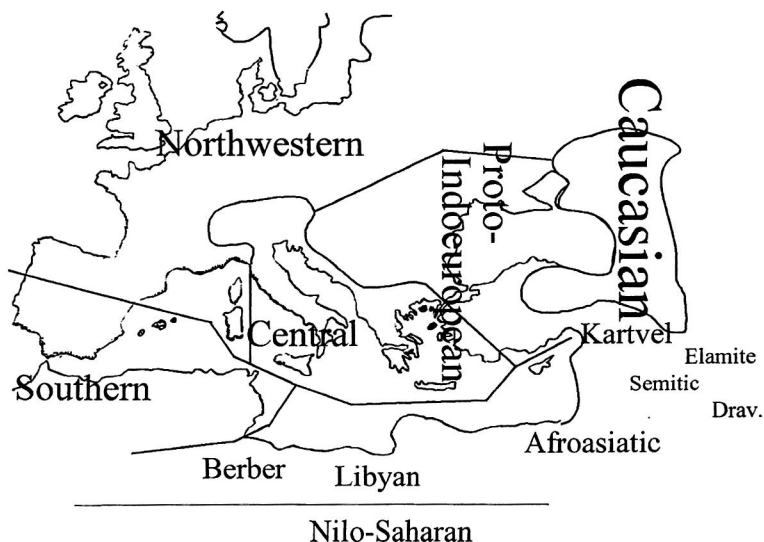 Northwestern
Proto-
Indoeuropean
Caucasian
Central
Kartvel
Elamite
Semitic
Drav.
Southern
Afroasiatic
Berber
Libyan
Nilo-Saharan